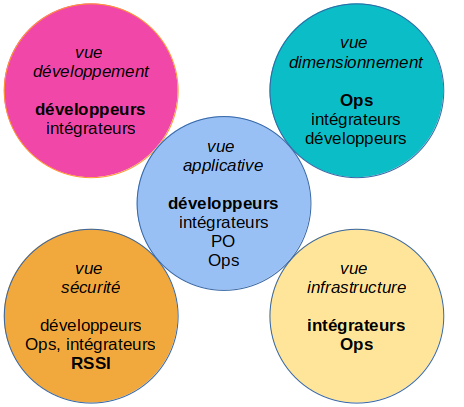 vue
développement
développeurs
intégrateurs
vue
dimensionnement
Ops
intégrateurs
développeurs
vue
applicative
développeurs
intégrateurs
PO
Ops
vue
sécurité
développeurs
Ops, intégrateurs
RSSI
vue
infrastructure
intégrateurs
Ops